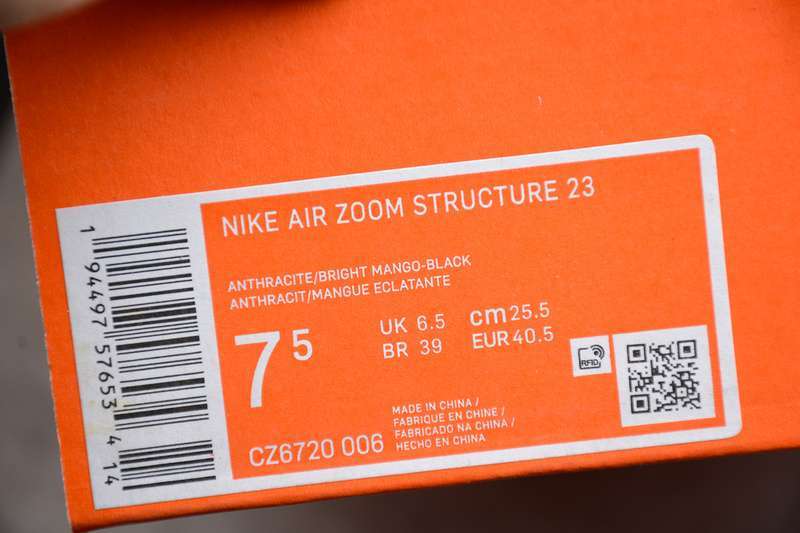 NIKE AIR ZOOM STRUCTURE 23
ANTHRACITE/BRIGHT MANGO-BLACK
ANTHRACIT/MANGUE ECLATANTE
7 5
UK 6.5 cm 25.5
BR 39 EUR 40.5
RFID
MADE IN CHINA /
FABRIQUE EN CHINE /
FABRICADO NA CHINA /
HECHO EN CHINA
CZ6720 006
1 94497 57653 4 14